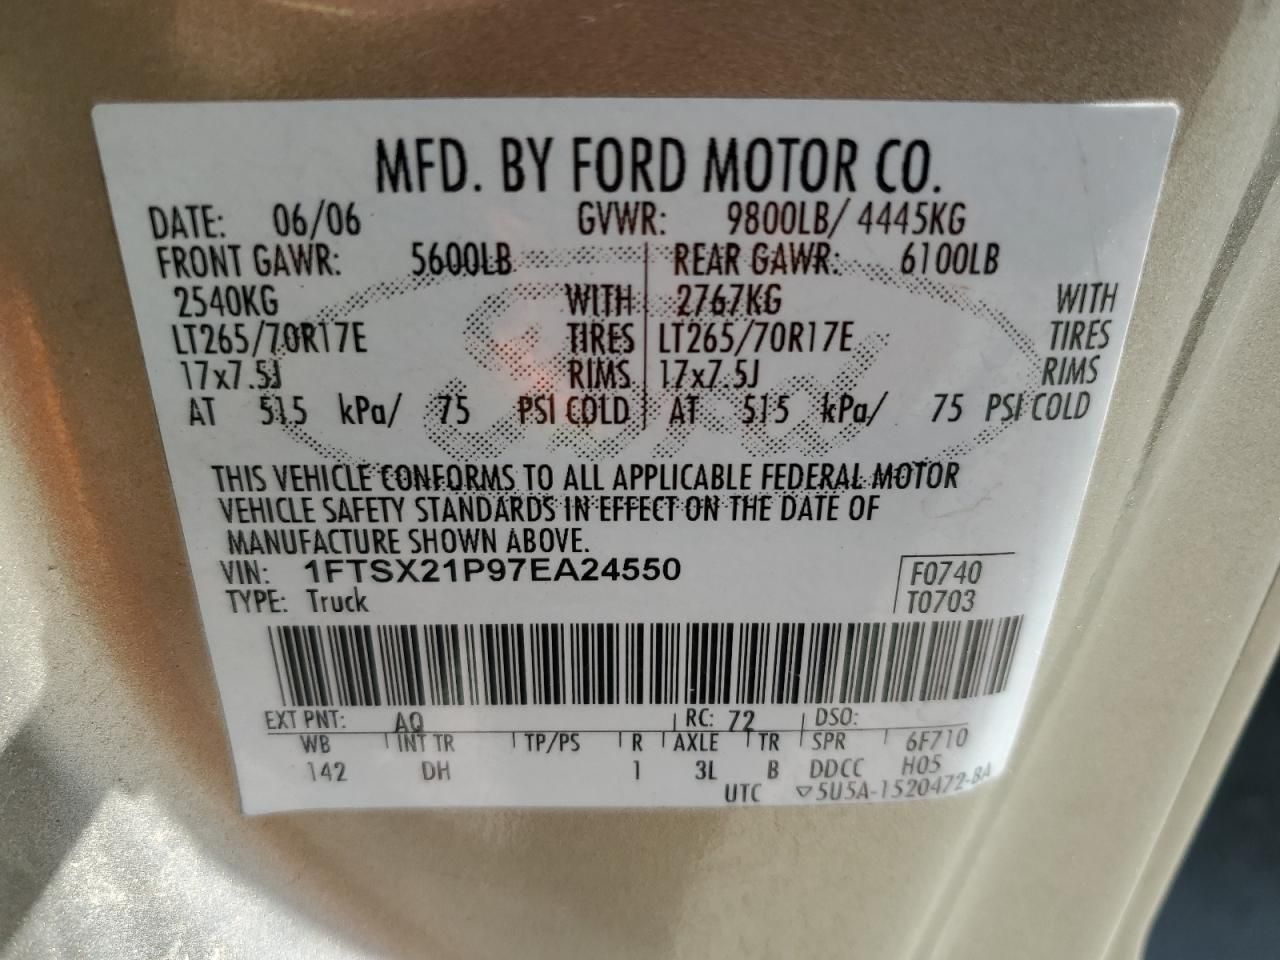 MFD. BY FORD MOTOR CO.
DATE: 06/06 GVWR: 9800LB/ 4445KG
FRONT GAWR: 5600LB REAR GAWR: 6100LB
2540KG WITH 2767KG WITH
LT265/70R17E TIRES LT265/70R17E TIRES
17x7.5J RIMS 17x7.5J RIMS
AT 515 kPa/ 75 PSI COLD AT 515 kPa/ 75 PSI COLD
THIS VEHICLE CONFORMS TO ALL APPLICABLE FEDERAL MOTOR
VEHICLE SAFETY STANDARDS IN EFFECT ON THE DATE OF
MANUFACTURE SHOWN ABOVE.
VIN: 1FTSX21P97EA24550 F0740
TYPE: Truck T0703
EXT PNT: AQ RC: 72 DSO:
WB INT TR TP/PS R AXLE TR SPR 6F710
142 DH 1 3L B DDCC H05
UTC ▽5U5A-1520472-BA
Ford